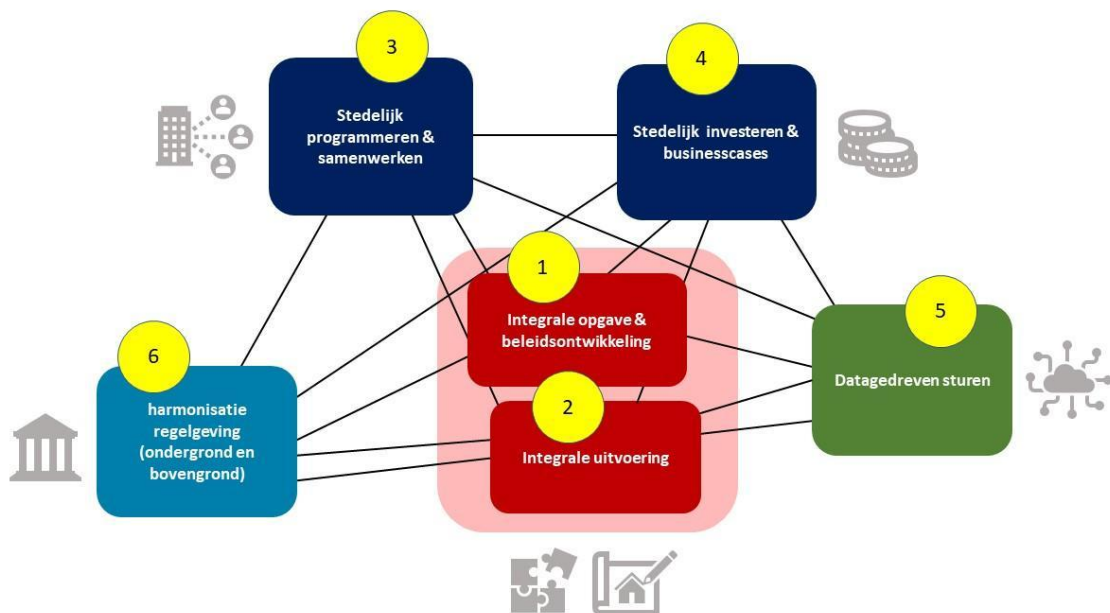 3
Stedelijk
programmeren &
samenwerken
4
Stedelijk investeren &
businesscases
1
Integrale opgave &
beleidsontwikkeling
2
Integrale uitvoering
5
Datagedreven sturen
6
harmonisatie
regelgeving
(ondergrond en
bovengrond)